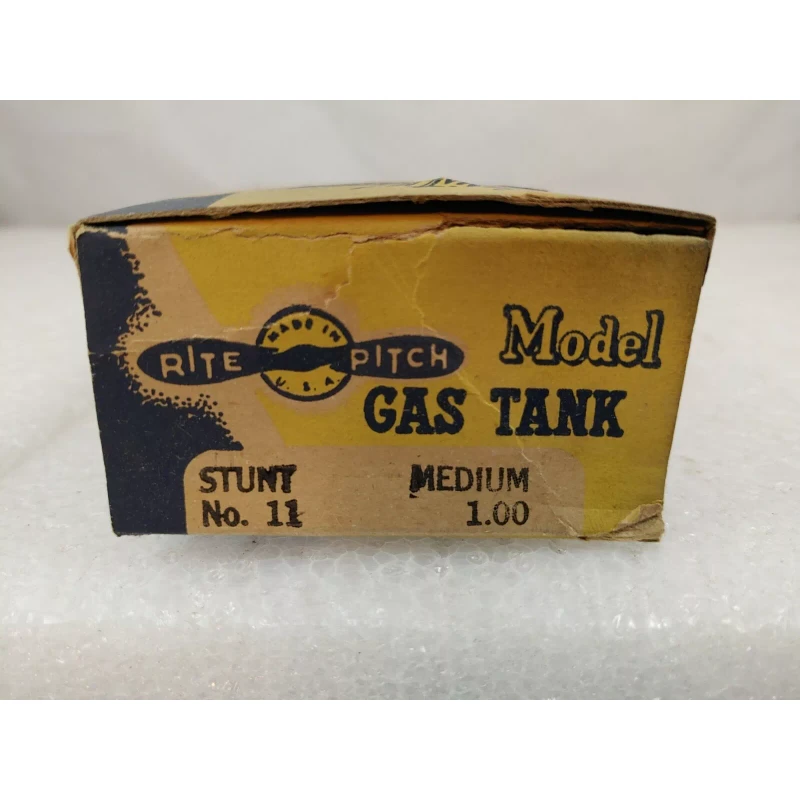 MADE IN
RITE PITCH
U.S.A.
Model
GAS TANK
STUNT MEDIUM
No. 11 1.00